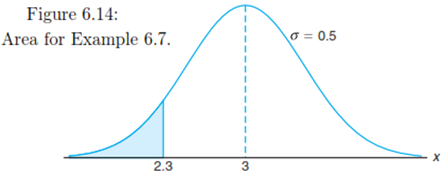 Figure 6.14:
Area for Example 6.7.
σ = 0.5
2.3
3
x